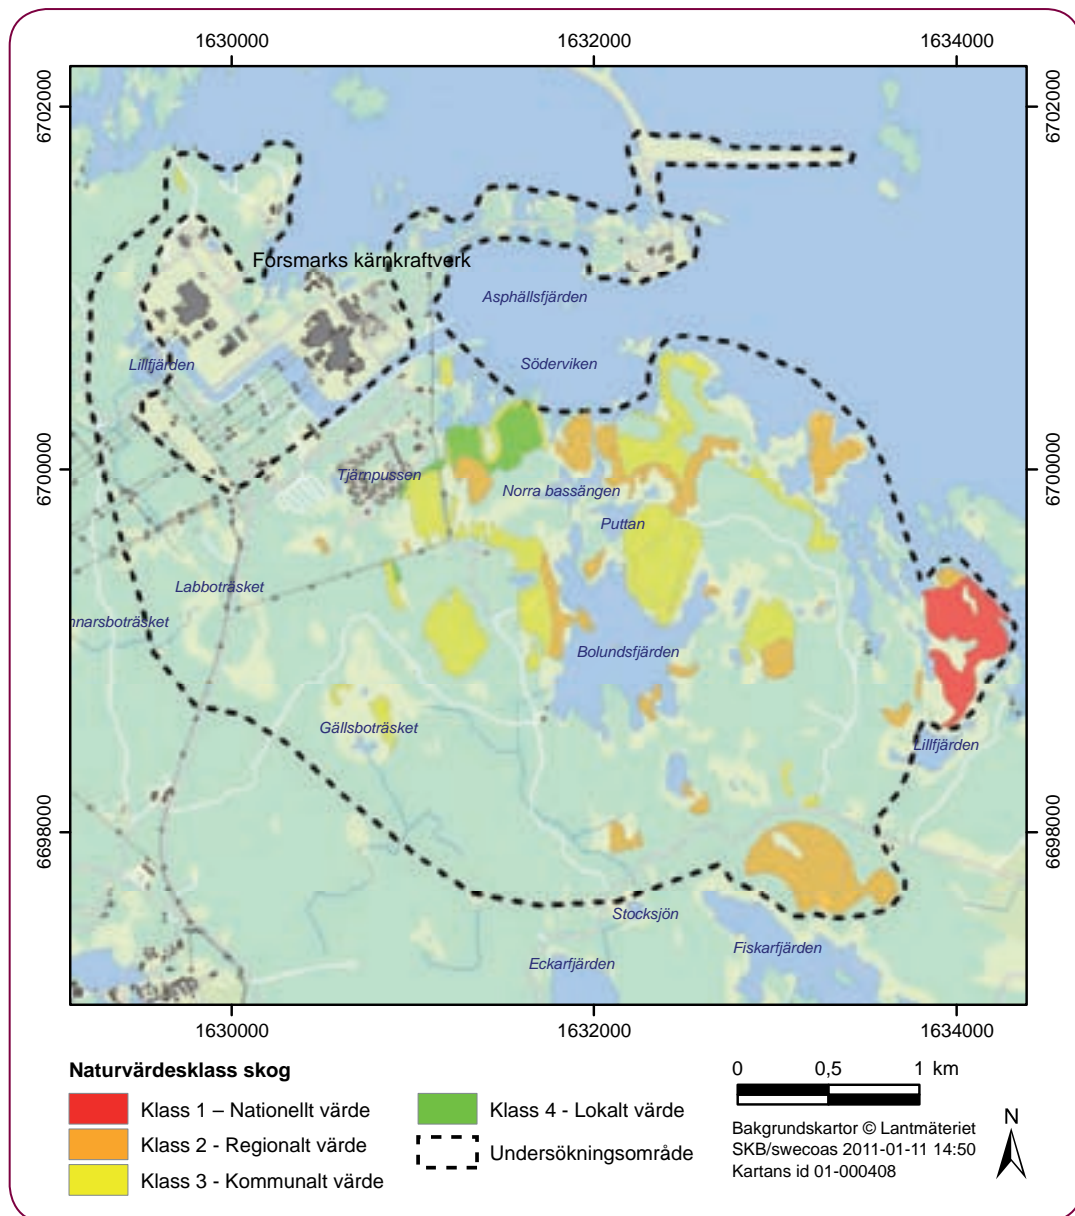 1630000 1632000 1634000
6702000 6702000
Forsmarks kärnkraftverk
Asphällsfjärden
Lillfjärden
Söderviken
6700000 6700000
Tjärnpussen
Norra bassängen
Puttan
Labboträsket
nnarsboträsket
Bolundsfjärden
Gällsboträsket
Lillfjärden
6698000 6698000
Stocksjön
Fiskarfjärden
Eckarfjärden
1630000 1632000 1634000
Naturvärdesklass skog
Klass 1 – Nationellt värde
Klass 2 - Regionalt värde
Klass 3 - Kommunalt värde
Klass 4 - Lokalt värde
Undersökningsområde
0 0,5 1 km
Bakgrundskartor © Lantmäteriet
SKB/swecoas 2011-01-11 14:50
Kartans id 01-000408
N